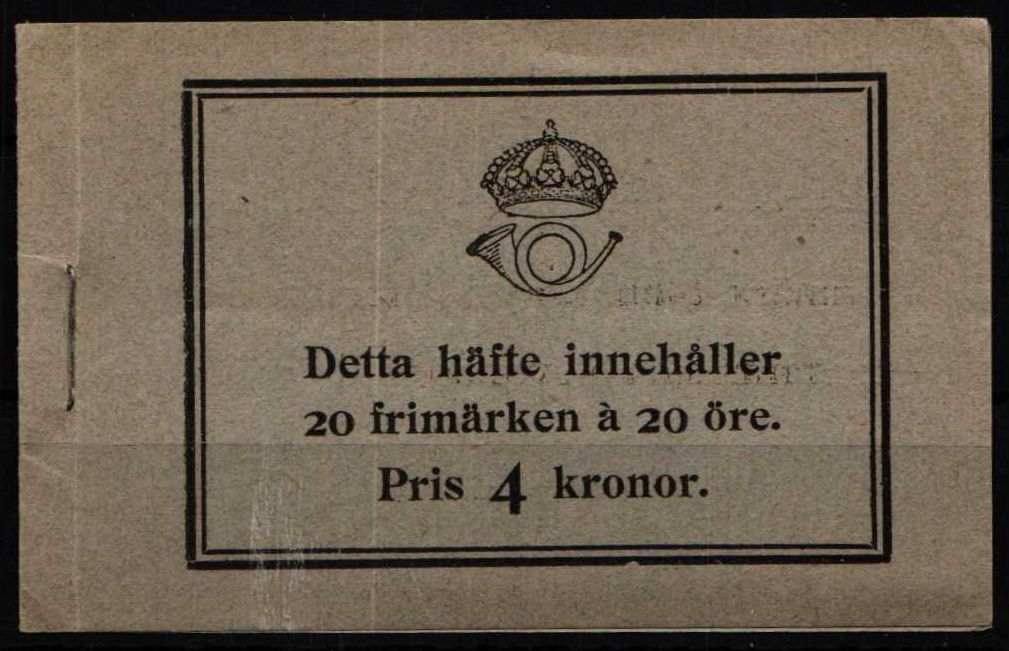 Detta häfte innehåller
20 frimärken à 20 öre.
Pris 4 kronor.